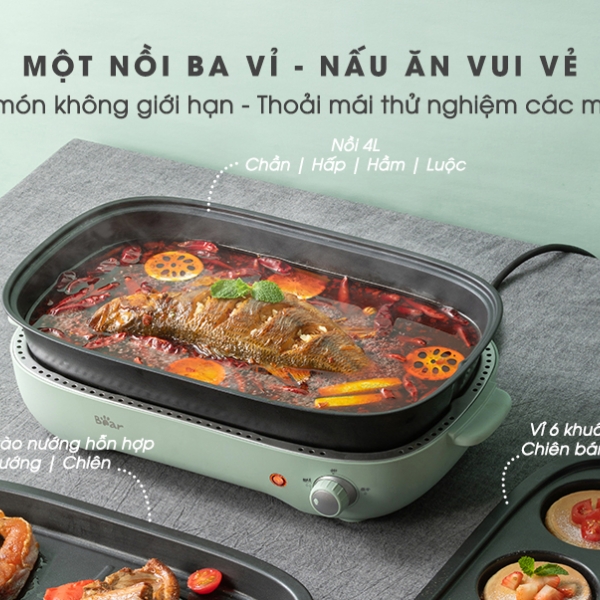 MỘT NỒI BA VỈ - NẤU ĂN VUI VẺ
món không giới hạn - Thoải mái thử nghiệm các m
Nồi 4L
Chần | Hấp | Hầm | Luộc
Bear
ào nướng hỗn hợp
ướng | Chiên
Vỉ 6 khuô
Chiên bán